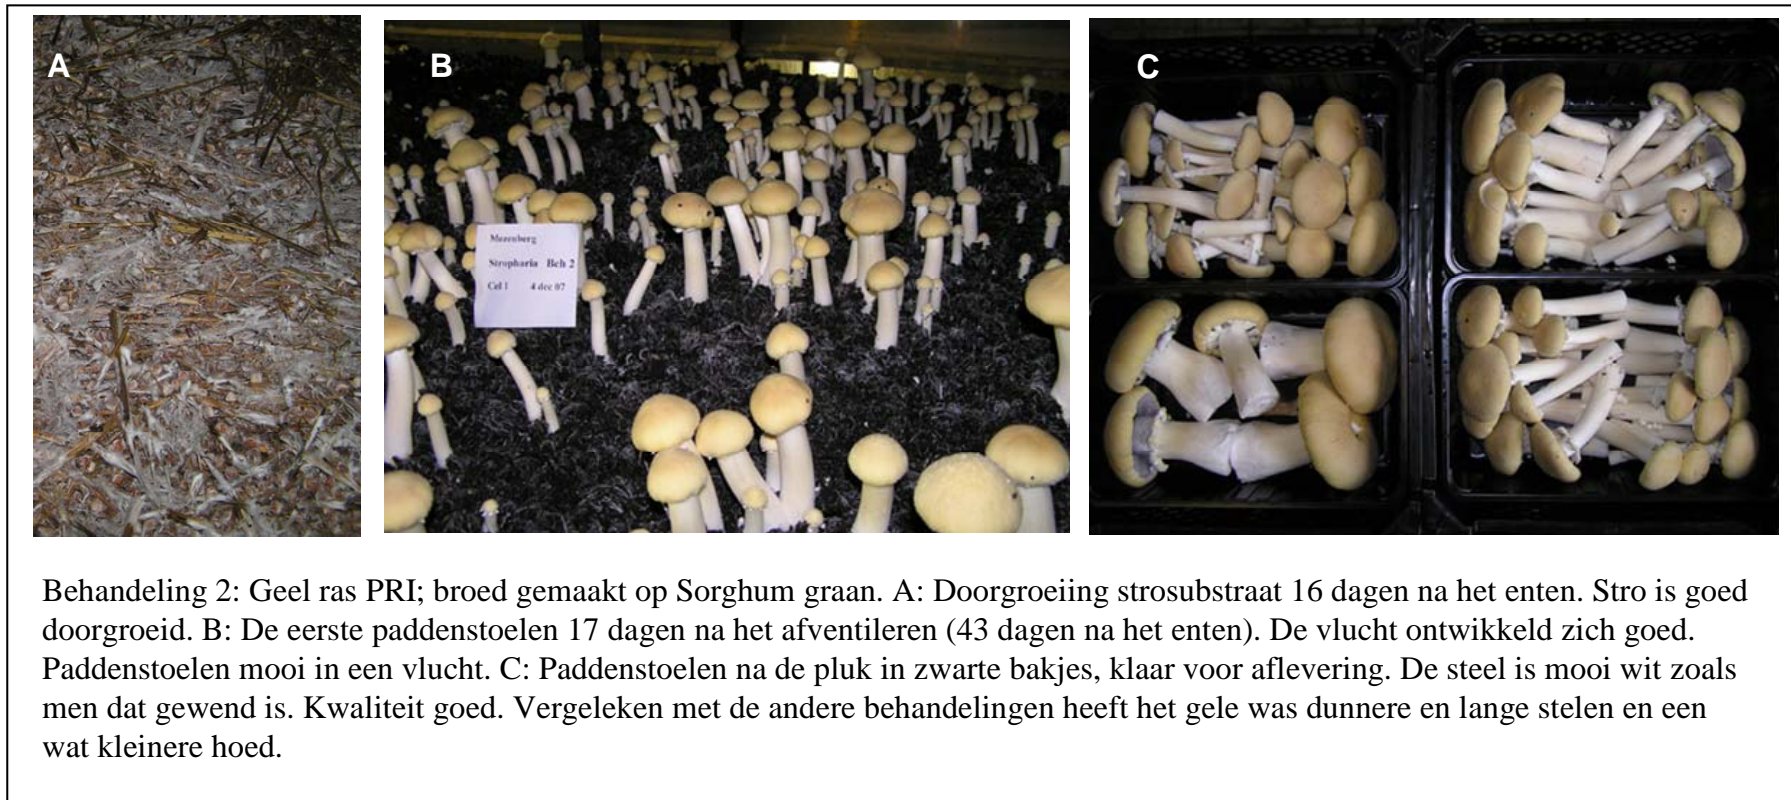 A
B
C
Mezenberg
Stropharia Bch 2
Cel 1 4 dec 07
Behandeling 2: Geel ras PRI; broed gemaakt op Sorghum graan. A: Doorgroeiing strosubstraat 16 dagen na het enten. Stro is goed
doorgroeid. B: De eerste paddenstoelen 17 dagen na het afventileren (43 dagen na het enten). De vlucht ontwikkeld zich goed.
Paddenstoelen mooi in een vlucht. C: Paddenstoelen na de pluk in zwarte bakjes, klaar voor aflevering. De steel is mooi wit zoals
men dat gewend is. Kwaliteit goed. Vergeleken met de andere behandelingen heeft het gele was dunnere en lange stelen en een
wat kleinere hoed.